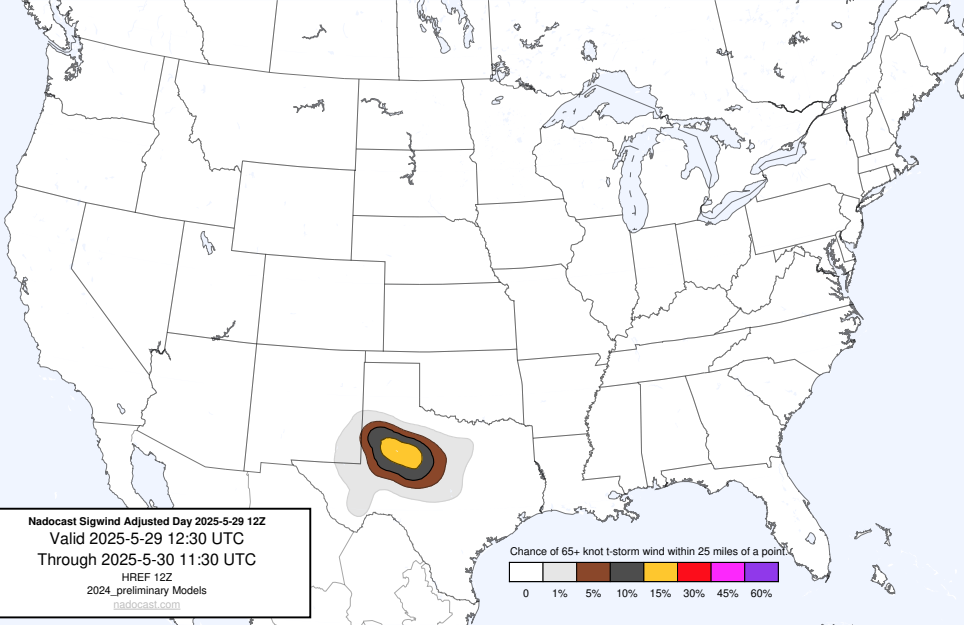 Nadocast Sigwind Adjusted Day 2025-5-29 12Z
Valid 2025-5-29 12:30 UTC
Through 2025-5-30 11:30 UTC
HREF 12Z
2024_preliminary Models
nadocast.com
Chance of 65+ knot t-storm wind within 25 miles of a point.
0 1% 5% 10% 15% 30% 45% 60%